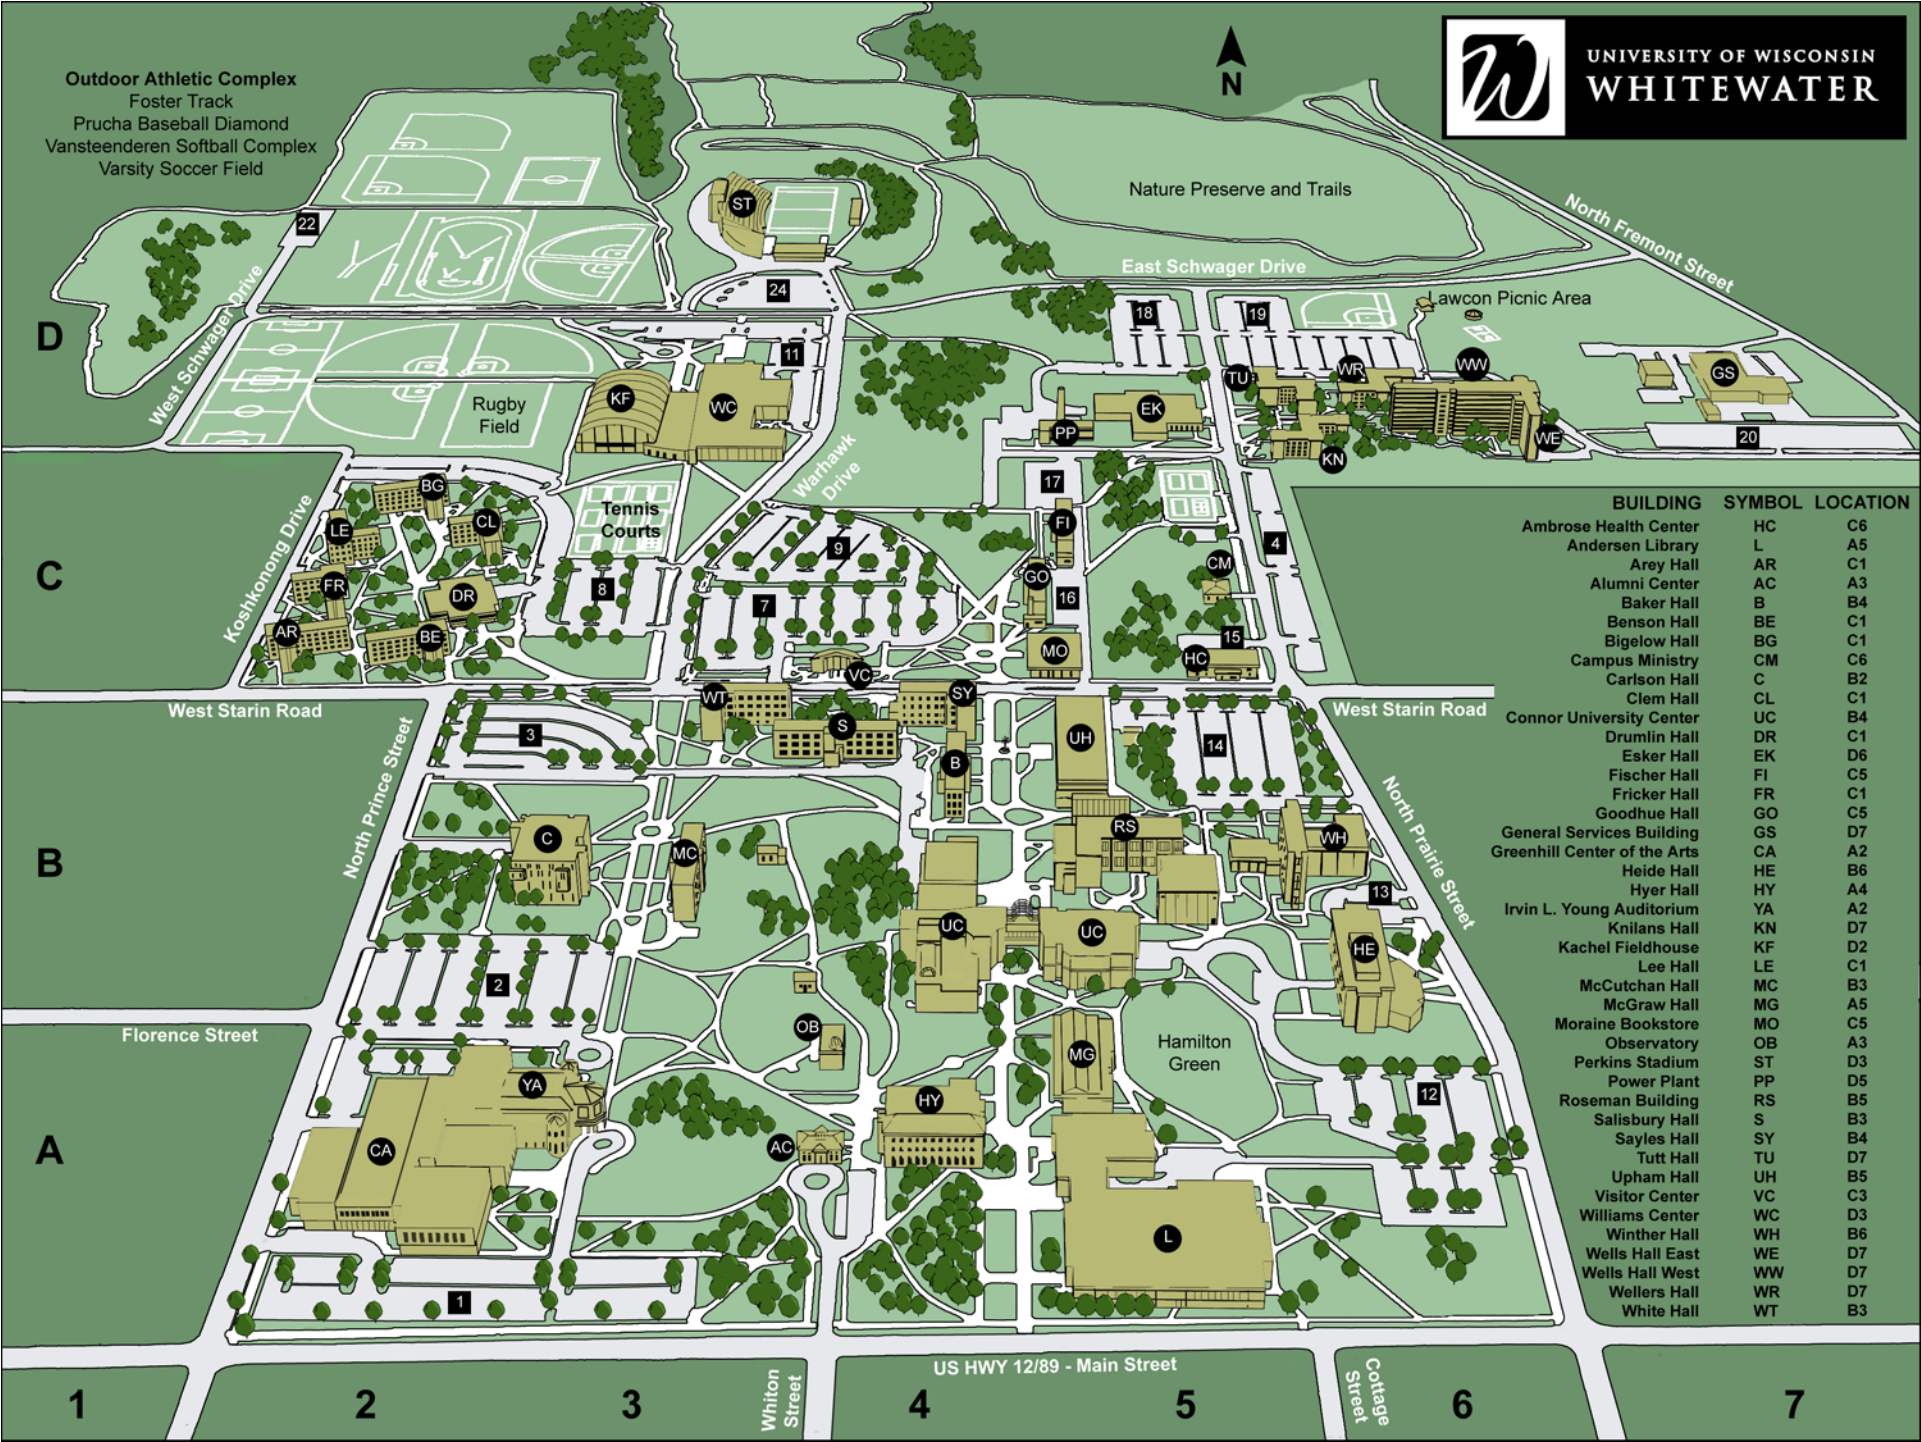 UNIVERSITY OF WISCONSIN
WHITEWATER
N
Outdoor Athletic Complex
Foster Track
Prucha Baseball Diamond
Vansteenderen Softball Complex
Varsity Soccer Field
Nature Preserve and Trails
North Fremont Street
East Schwager Drive
Lawcon Picnic Area
West Schwager Drive
ST
22
24
18
19
D
11
TU
WR
WW
GS
KF
WC
EK
Rugby
Field
PP
WE
20
KN
Warhawk
Drive
BG
17
Koshkonong Drive
LE
CL
Tennis
Courts
FI
9
4
C
FR
DR
8
7
GO
16
CM
AR
BE
MO
15
HC
VC
West Starin Road
WT
SY
West Starin Road
3
S
UH
14
B
North Prince Street
North Prairie Street
B
C
MC
RS
WH
13
UC
UC
HE
2
Florence Street
OB
MG
Hamilton
Green
YA
HY
12
A
CA
AC
L
1
US HWY 12/89 - Main Street
Whiton
Street
Cottage
Street
1 2 3 4 5 6 7
BUILDING SYMBOL LOCATION
Ambrose Health Center HC C6
Andersen Library L A5
Arey Hall AR C1
Alumni Center AC A3
Baker Hall B B4
Benson Hall BE C1
Bigelow Hall BG C1
Campus Ministry CM C6
Carlson Hall C B2
Clem Hall CL C1
Connor University Center UC B4
Drumlin Hall DR C1
Esker Hall EK D6
Fischer Hall FI C5
Fricker Hall FR C1
Goodhue Hall GO C5
General Services Building GS D7
Greenhill Center of the Arts CA A2
Heide Hall HE B6
Hyer Hall HY A4
Irvin L. Young Auditorium YA A2
Knilans Hall KN D7
Kachel Fieldhouse KF D2
Lee Hall LE C1
McCutchan Hall MC B3
McGraw Hall MG A5
Moraine Bookstore MO C5
Observatory OB A3
Perkins Stadium ST D3
Power Plant PP D5
Roseman Building RS B5
Salisbury Hall S B3
Sayles Hall SY B4
Tutt Hall TU D7
Upham Hall UH B5
Visitor Center VC C3
Williams Center WC D3
Winther Hall WH B6
Wells Hall East WE D7
Wells Hall West WW D7
Wellers Hall WR D7
White Hall WT B3